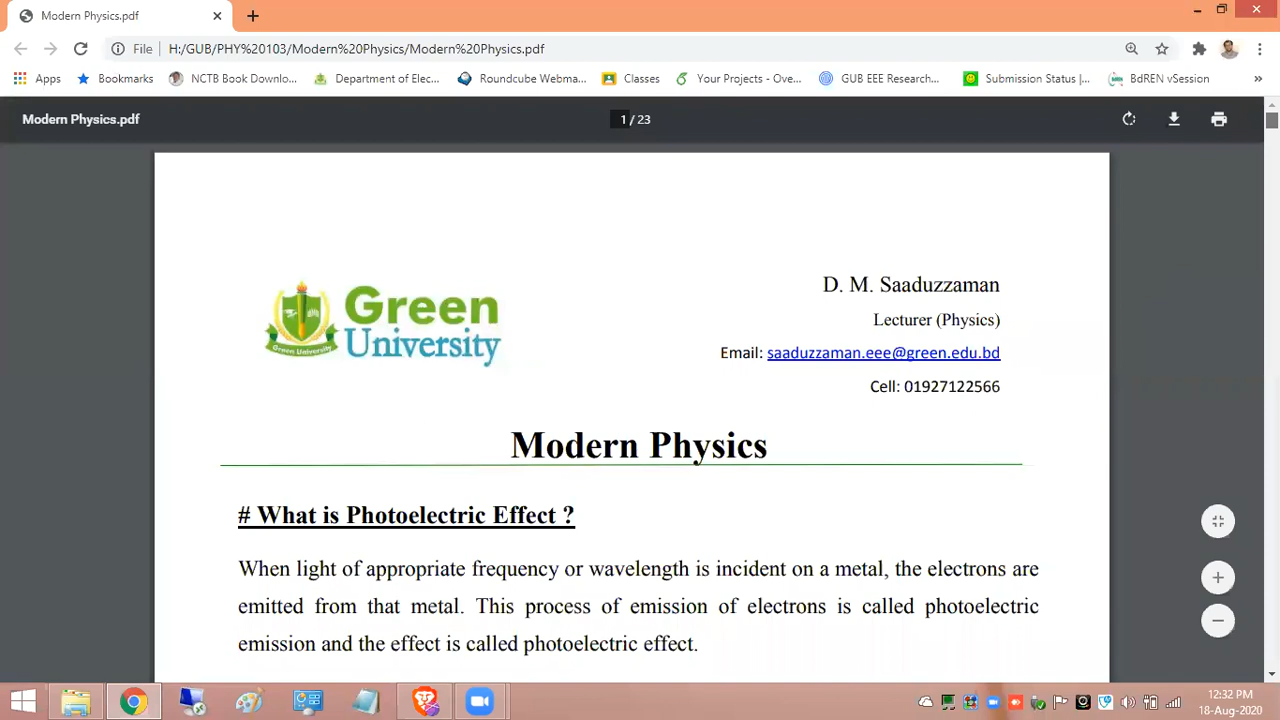 Modern Physics.pdf
File H:/GUB/PHY%20103/Modern%20Physics/Modern%20Physics.pdf
Apps Bookmarks NCTB Book Downlo... Department of Elec... Roundcube Webma... Classes Your Projects - Ove... GUB EEE Research... Submission Status |... BdREN vSession »
Modern Physics.pdf 1 / 23
Green University
Green
University
D. M. Saaduzzaman
Lecturer (Physics)
Email: saaduzzaman.eee@green.edu.bd
Cell: 01927122566
Modern Physics
# What is Photoelectric Effect ?
When light of appropriate frequency or wavelength is incident on a metal, the electrons are
emitted from that metal. This process of emission of electrons is called photoelectric
emission and the effect is called photoelectric effect.
12:32 PM
18-Aug-2020